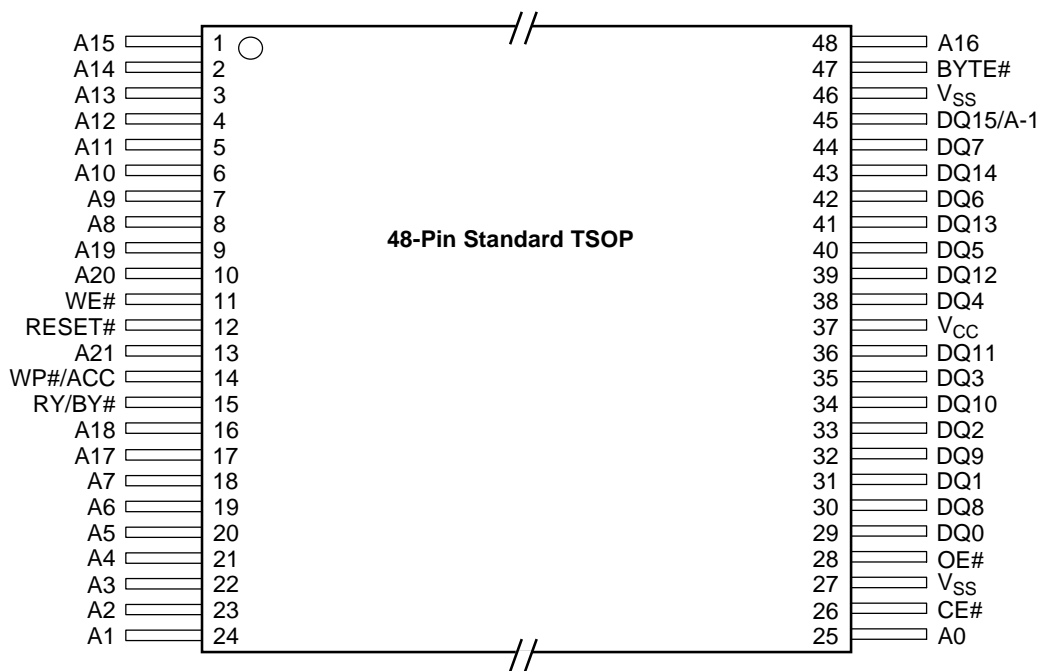 A15 1 48 A16
A14 2 47 BYTE#
A13 3 46 VSS
A12 4 45 DQ15/A-1
A11 5 44 DQ7
A10 6 43 DQ14
A9 7 42 DQ6
A8 8 41 DQ13
48-Pin Standard TSOP
A19 9 40 DQ5
A20 10 39 DQ12
WE# 11 38 DQ4
RESET# 12 37 VCC
A21 13 36 DQ11
WP#/ACC 14 35 DQ3
RY/BY# 15 34 DQ10
A18 16 33 DQ2
A17 17 32 DQ9
A7 18 31 DQ1
A6 19 30 DQ8
A5 20 29 DQ0
A4 21 28 OE#
A3 22 27 VSS
A2 23 26 CE#
A1 24 25 A0